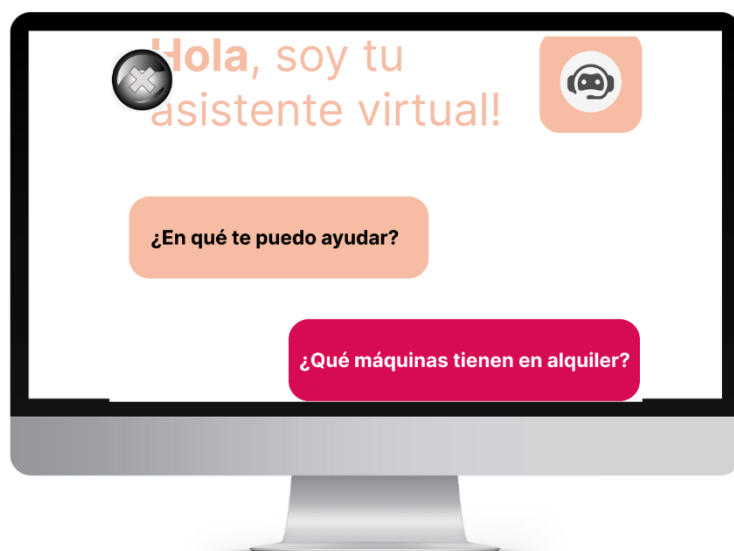 Hola, soy tu
asistente virtual!
¿En qué te puedo ayudar?
¿Qué máquinas tienen en alquiler?